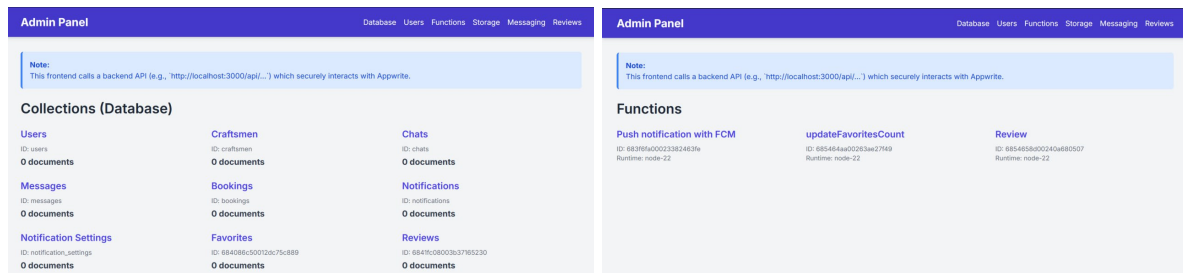 Admin Panel
Database Users Functions Storage Messaging Reviews
Note:
This frontend calls a backend API (e.g., `http://localhost:3000/api/...`) which securely interacts with Appwrite.
Collections (Database)
Users Craftsmen Chats
ID: users ID: craftsmen ID: chats
0 documents 0 documents 0 documents
Messages Bookings Notifications
ID: messages ID: bookings ID: notifications
0 documents 0 documents 0 documents
Notification Settings Favorites Reviews
ID: notification_settings ID: 684086c50012dc75c889 ID: 6841fc08003b37165230
0 documents 0 documents 0 documents
Admin Panel
Database Users Functions Storage Messaging Reviews
Note:
This frontend calls a backend API (e.g., `http://localhost:3000/api/...`) which securely interacts with Appwrite.
Functions
Push notification with FCM updateFavoritesCount Review
ID: 683f6fa00023382463fe ID: 685464aa00263ae27f49 ID: 6854658d00240a680507
Runtime: node-22 Runtime: node-22 Runtime: node-22